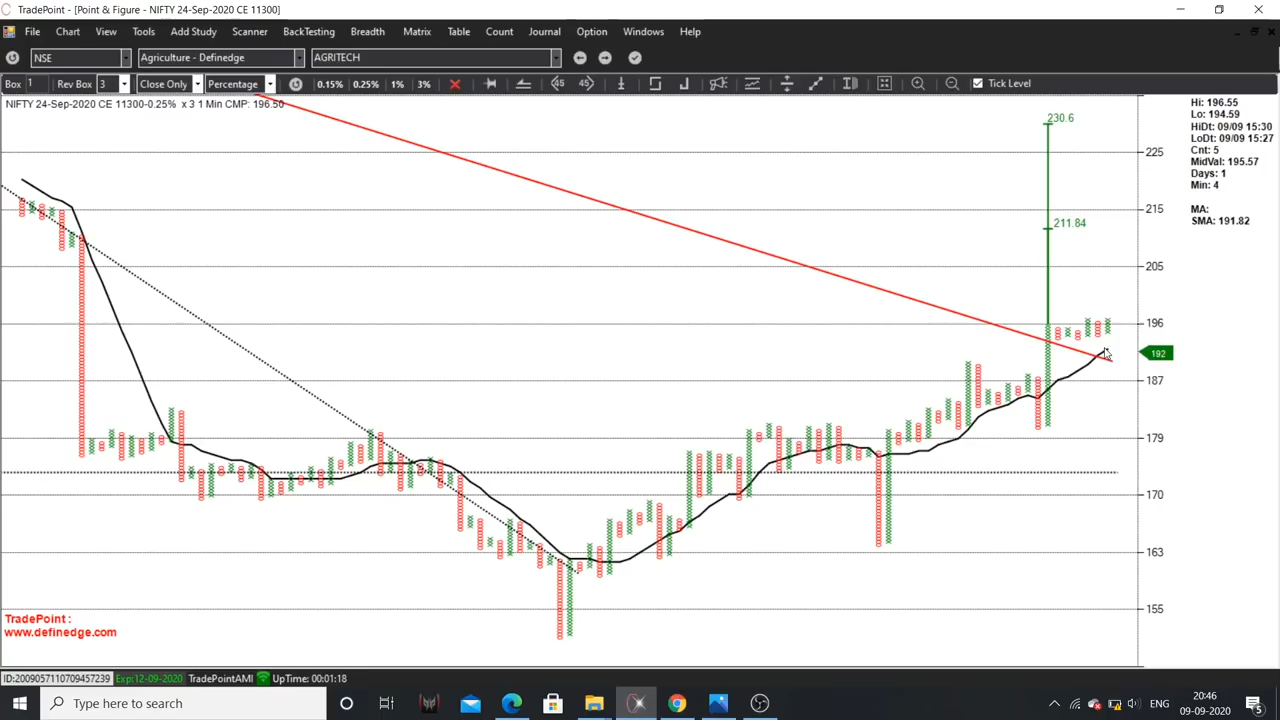 TradePoint - [Point & Figure - NIFTY 24-Sep-2020 CE 11300]
File Chart View Tools Add Study Scanner BackTesting Breadth Matrix Table Count Journal Option Windows Help
NSE Agriculture - Definedge AGRITECH
Box 1 Rev Box 3 Close Only Percentage 0.15% 0.25% 1% 3% 45 45 Tick Level
NIFTY 24-Sep-2020 CE 11300-0.25% x 3 1 Min CMP: 196.50
Hi: 196.55
Lo: 194.59
HiDt: 09/09 15:30
LoDt: 09/09 15:27
Cnt: 5
MidVal: 195.57
Days: 1
Min: 4
MA:
SMA: 191.82
230.6
211.84
225
215
205
196
192
187
179
170
163
155
TradePoint :
www.definedge.com
ID:2009057110709457239 Exp:12-09-2020 TradePointAMI UpTime: 00:01:18
Type here to search
ENG
20:46
09-09-2020
5